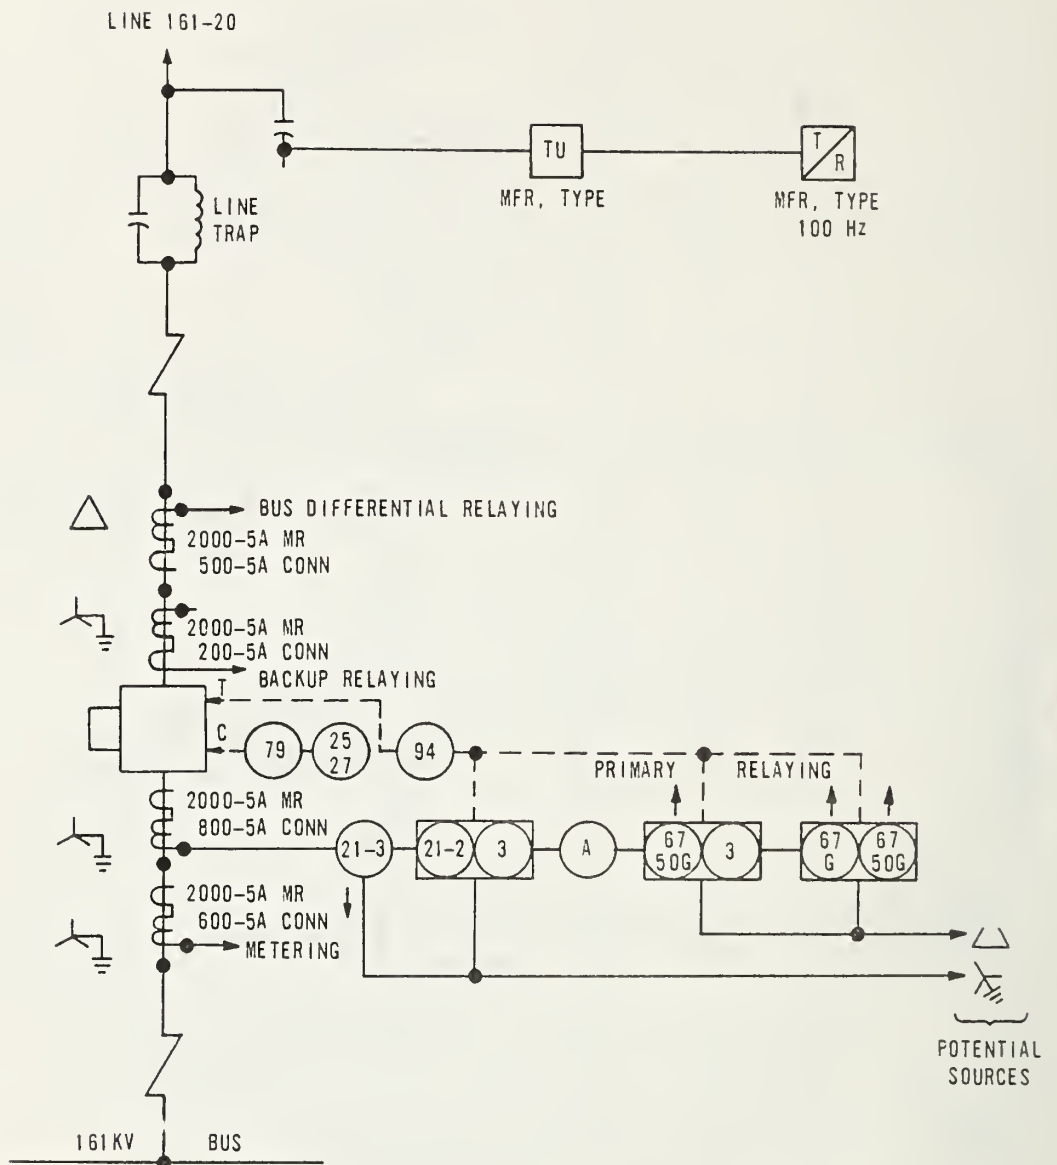 LINE 161-20
TU
T
R
MFR, TYPE
MFR, TYPE
100 Hz
LINE
TRAP
BUS DIFFERENTIAL RELAYING
2000-5A MR
500-5A CONN
2000-5A MR
200-5A CONN
BACKUP RELAYING
T
C
79
25
27
94
PRIMARY RELAYING
2000-5A MR
800-5A CONN
21-3
21-2
3
A
67
50G
3
67
G
67
50G
2000-5A MR
600-5A CONN
METERING
POTENTIAL
SOURCES
161KV BUS